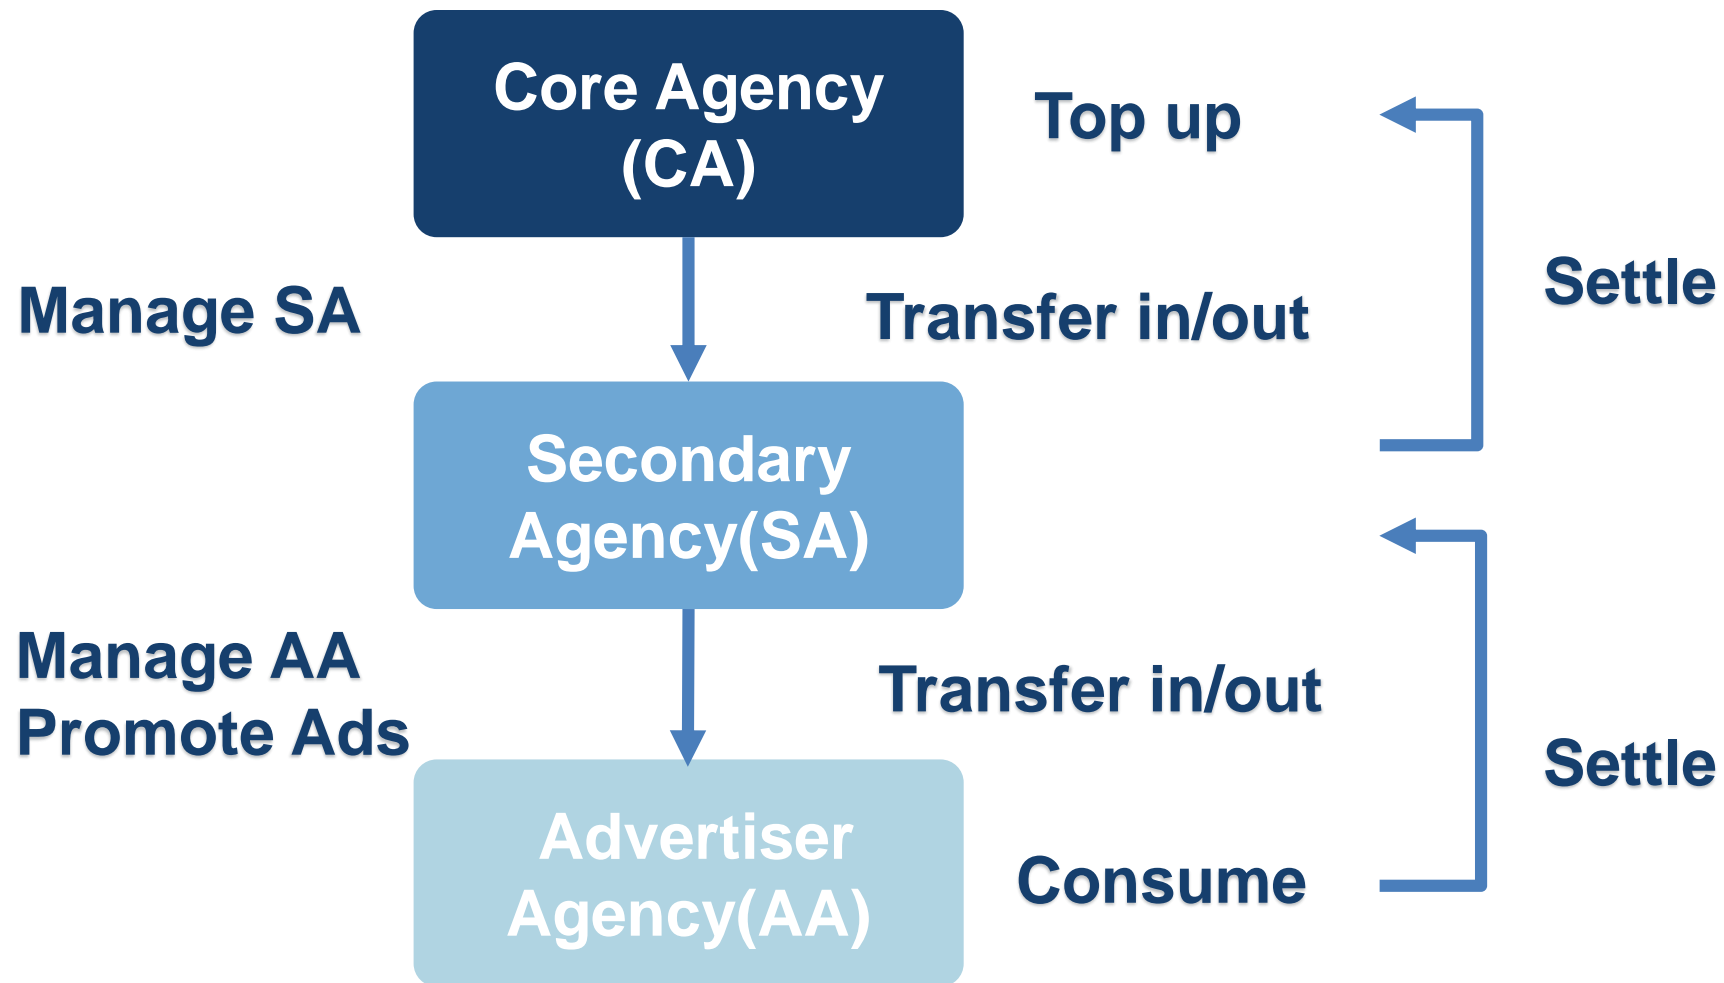 Core Agency
(CA)
Top up
Manage SA
Transfer in/out
Settle
Secondary
Agency(SA)
Manage AA
Promote Ads
Transfer in/out
Settle
Advertiser
Agency(AA)
Consume